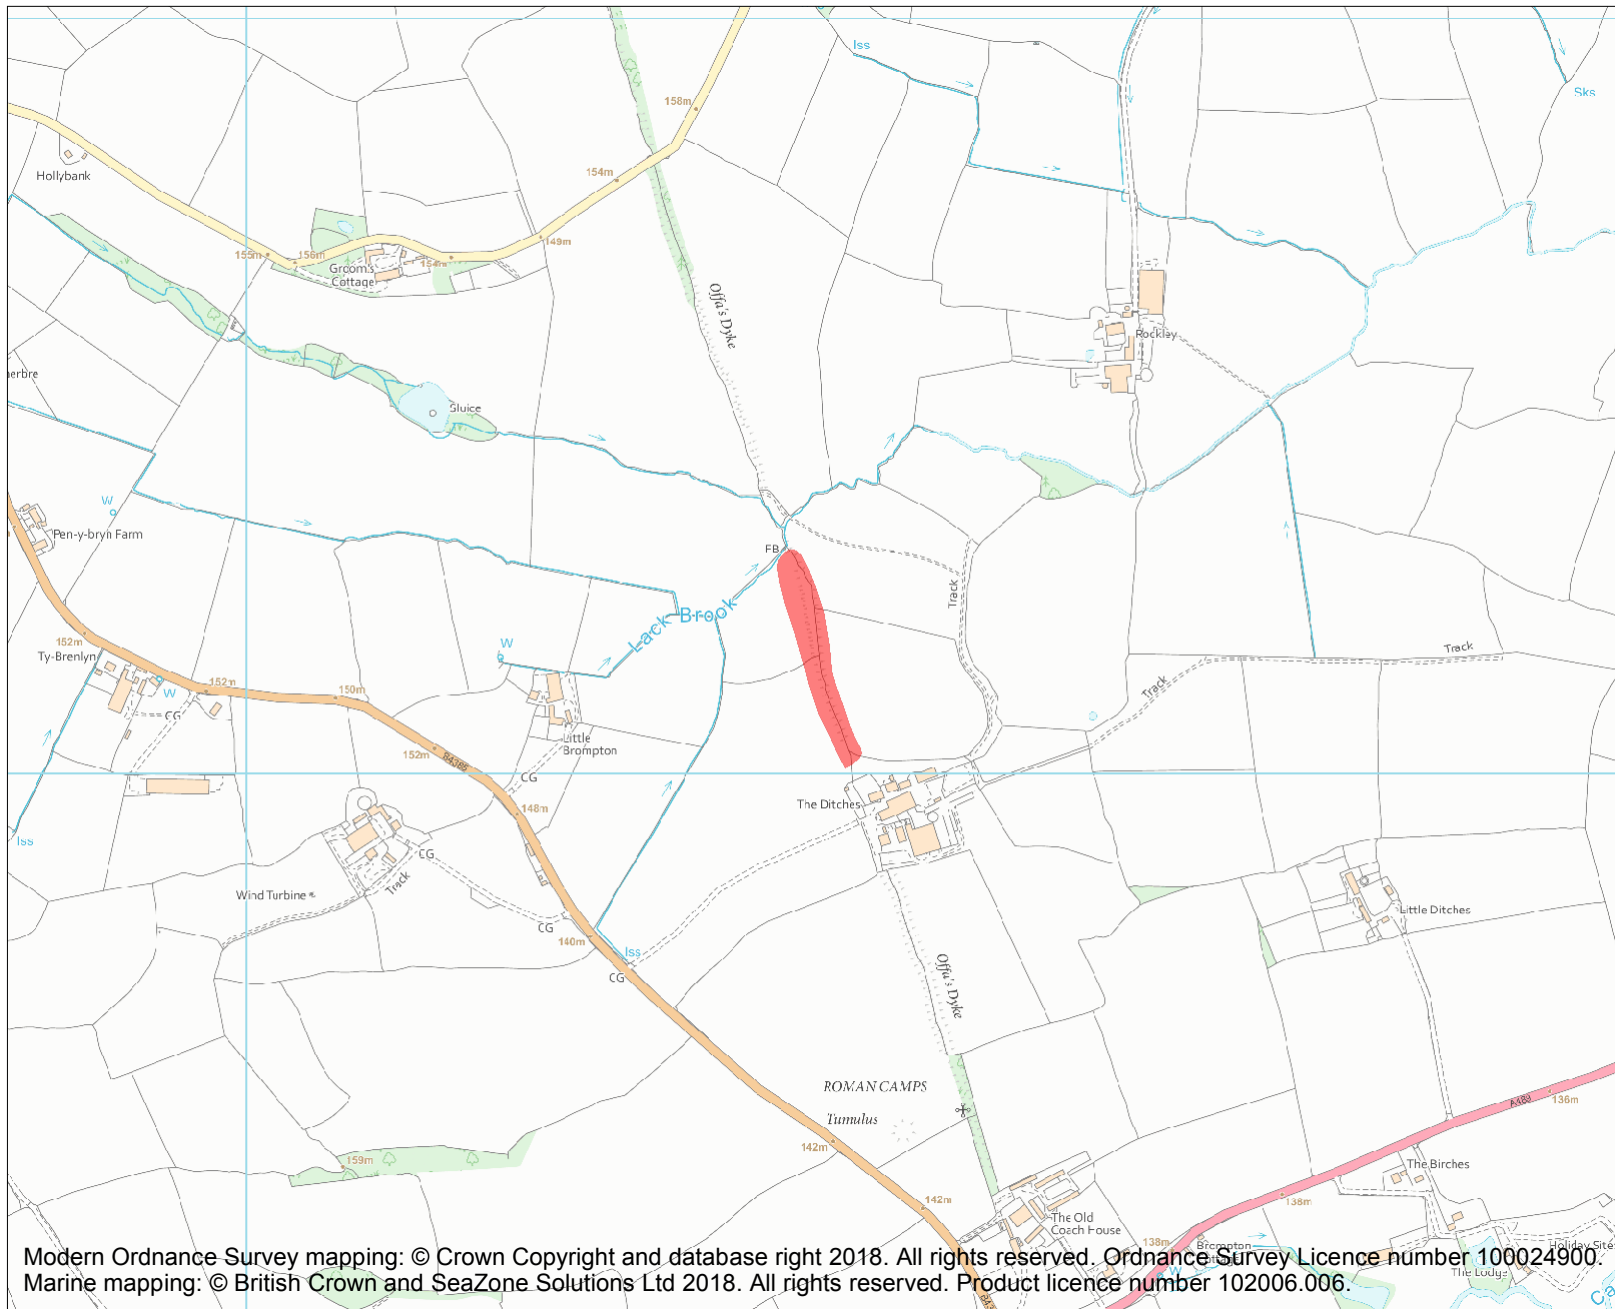 Iss
Sks
158m
154m
Hollybank
149m
155m
156m
154m
Groom's
Cottage
Offa's Dyke
Rockley
Sluice
W
Pen-y-bryn Farm
FB
Track
Lack Brook
152m
Ty-Brenlyn
W
W
152m
150m
Track
Track
CG
Little
Brompton
152m
B4385
CG
148m
The Ditches
Iss
CG
Track
Wind Turbine
Little Ditches
CG
140m
Iss
CG
Offa's Dyke
ROMAN CAMPS
Tumulus
A489
136m
142m
159m
The Birches
142m
138m
The Old
Coach House
138m
Brompton
Holiday Site
W
The Lodge
Modern Ordnance Survey mapping: © Crown Copyright and database right 2018. All rights reserved. Ordnance Survey Licence number 100024900.
Marine mapping: © British Crown and SeaZone Solutions Ltd 2018. All rights reserved. Product licence number 102006.006.